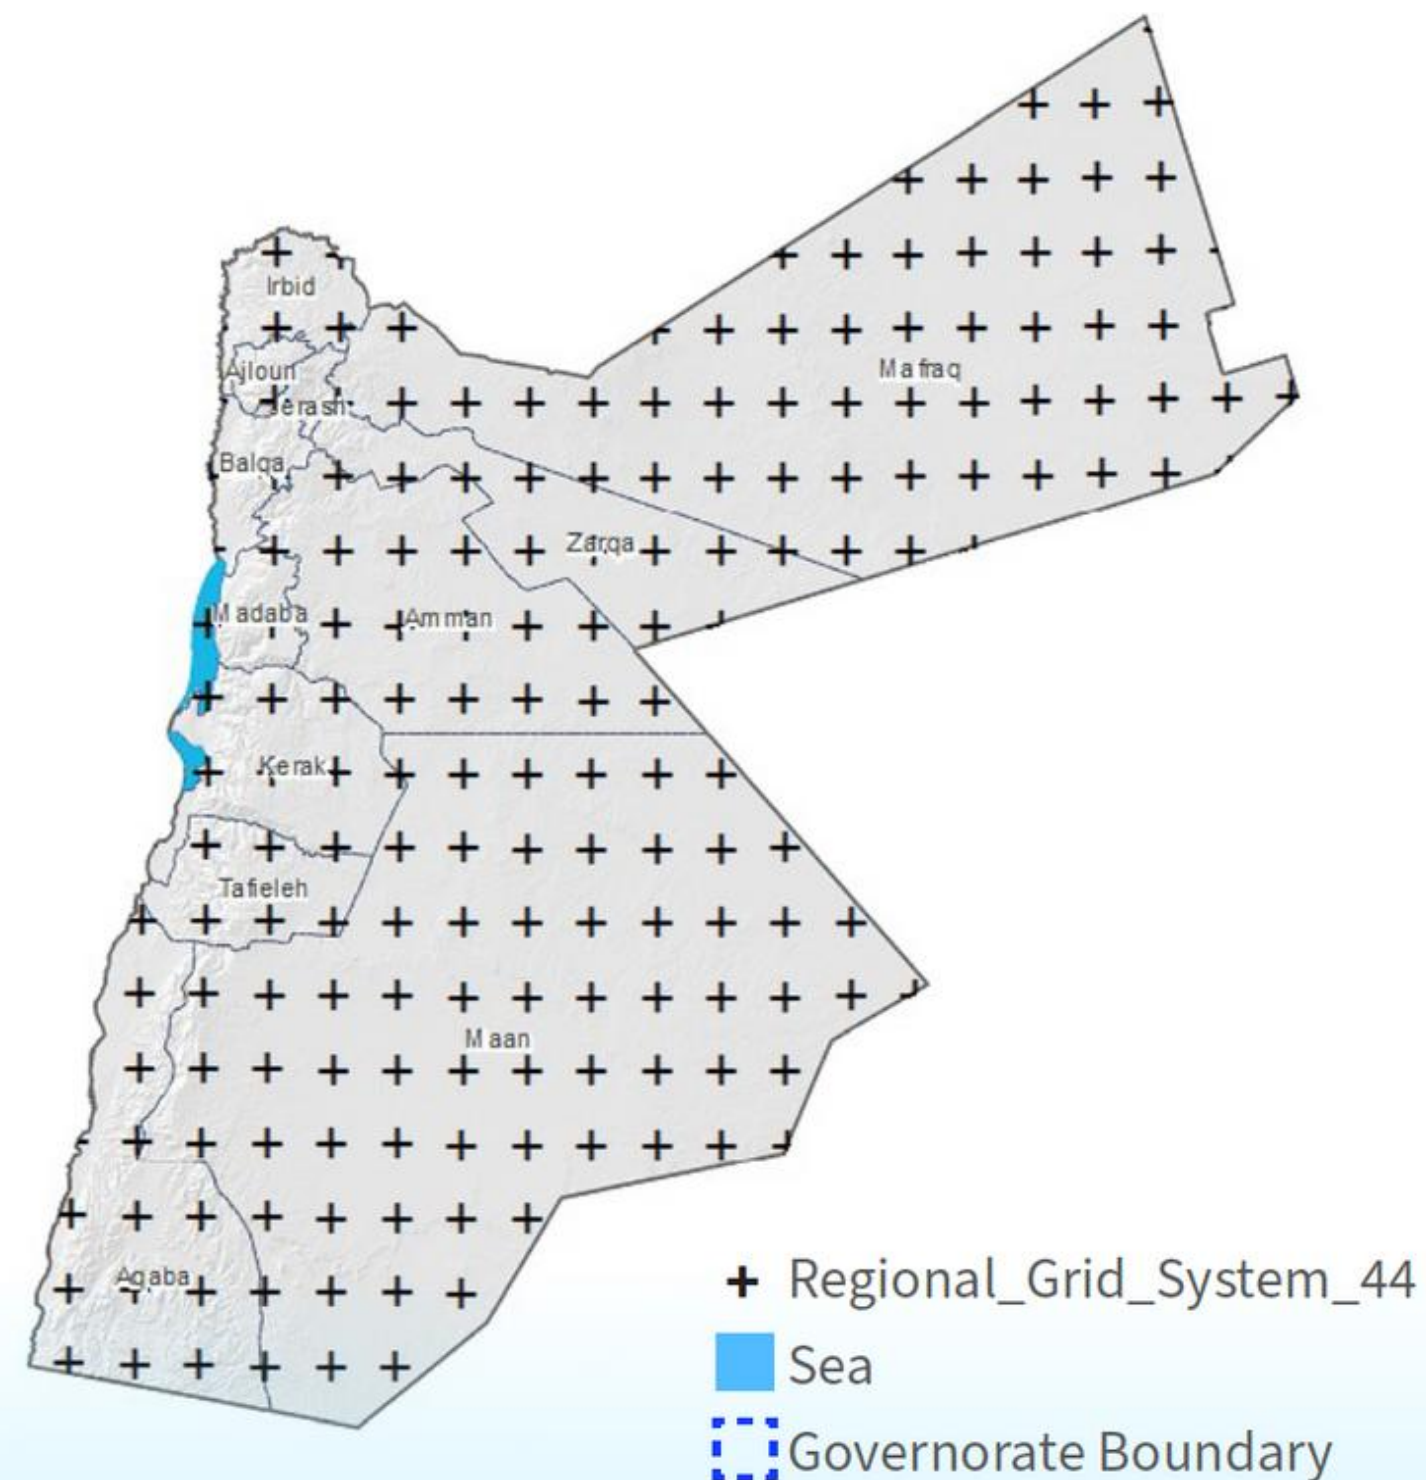 Irbid
Ajloun
Jerash
Mafraq
Balqa
Zarqa
Madaba
Amman
Kerak
Tafieleh
Maan
Aqaba
Regional_Grid_System_44
Sea
Governorate Boundary